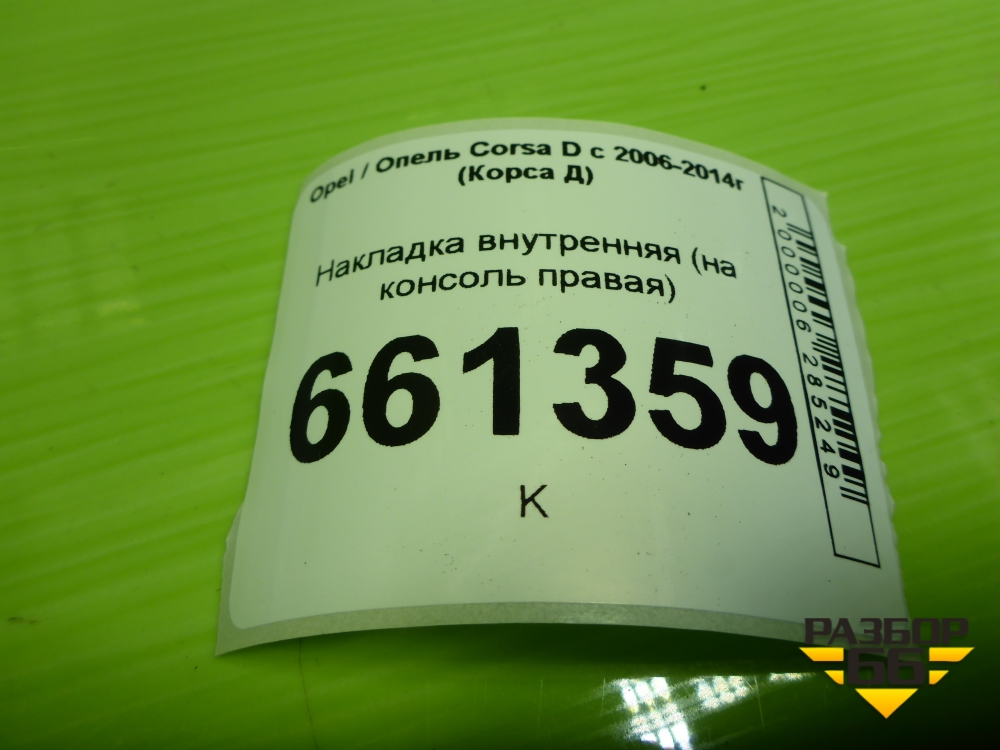 Opel / Опель Corsa D с 2006-2014г
(Корса Д)
Накладка внутренняя (на
консоль правая)
661359
К
2000006285249
РАЗБОР
66